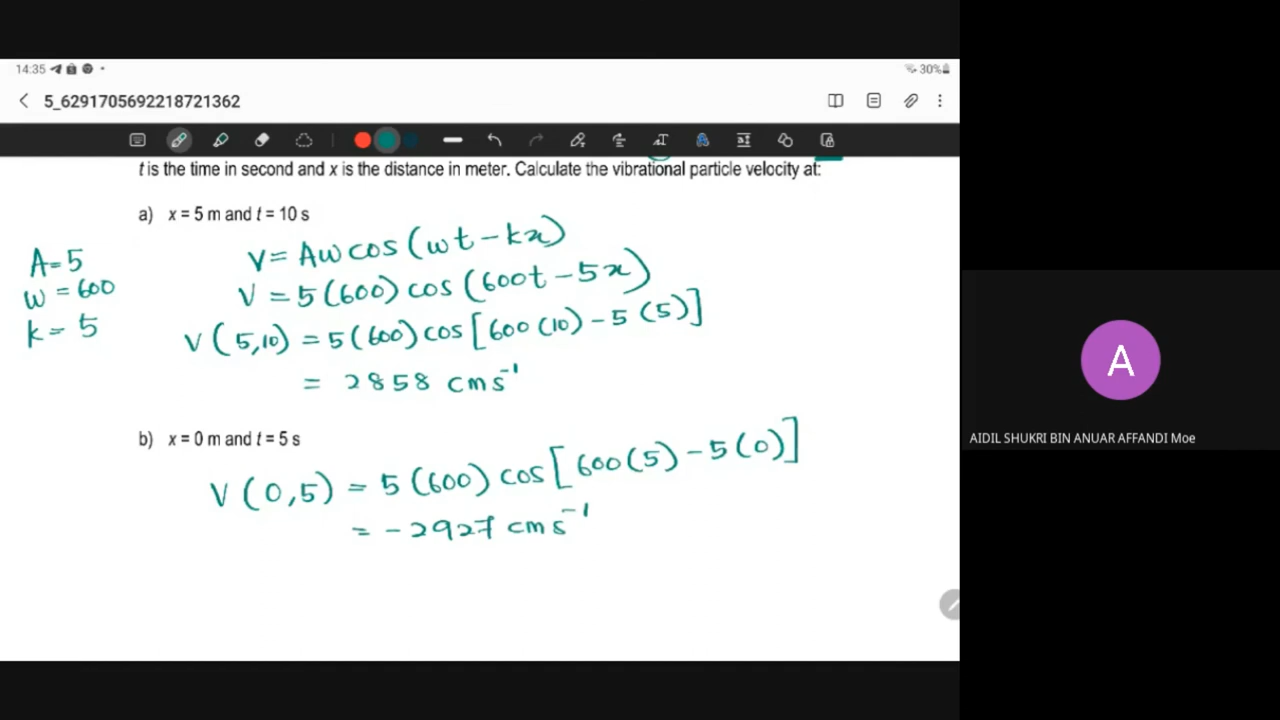 14:35
30%
5_6291705692218721362
t is the time in second and x is the distance in meter. Calculate the vibrational particle velocity at:
a) x = 5 m and t = 10 s
A = 5
w = 600
k = 5
V = Aw cos (wt - kx)
V = 5(600) cos (600t - 5x)
V (5,10) = 5(600) cos [600 (10) - 5 (5)]
= 2858 cms⁻¹
b) x = 0 m and t = 5 s
V (0,5) = 5 (600) cos [600 (5) - 5 (0)]
= -2927 cms⁻¹
A
AIDIL SHUKRI BIN ANUAR AFFANDI Moe